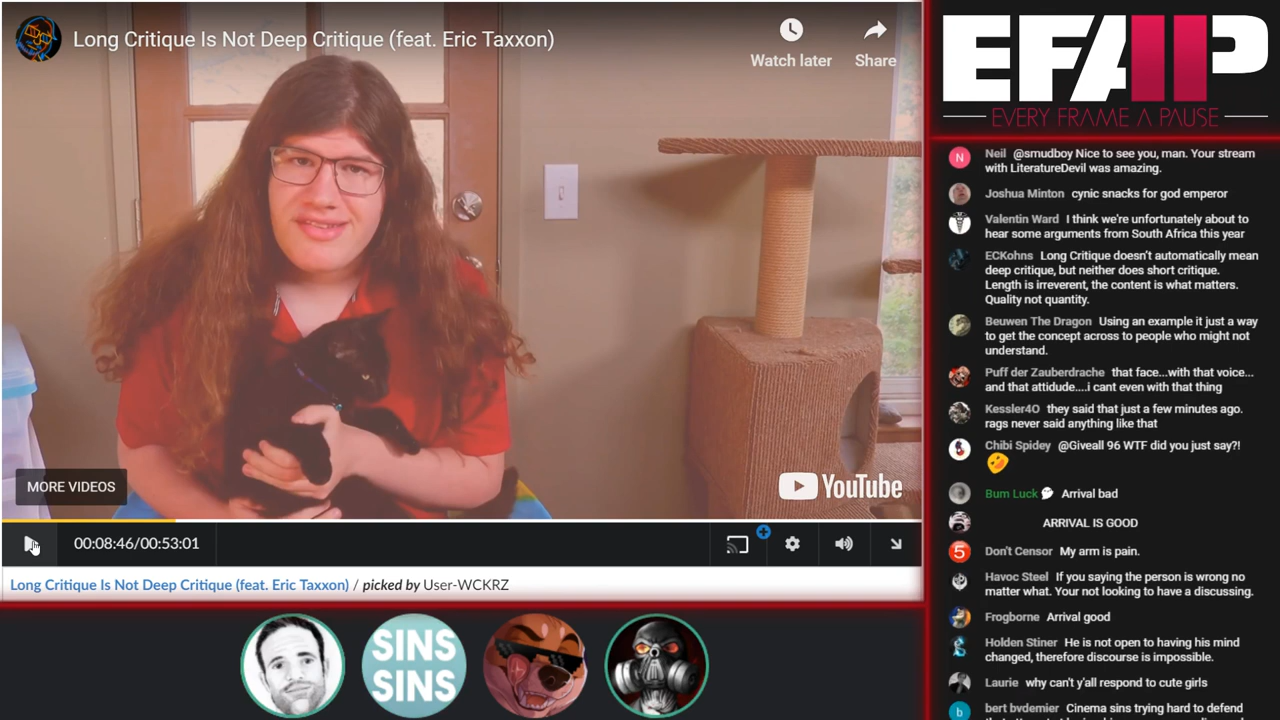 Long Critique Is Not Deep Critique (feat. Eric Taxxon)
Watch later
Share
MORE VIDEOS
YouTube
00:08:46/00:53:01
Long Critique Is Not Deep Critique (feat. Eric Taxxon) / picked by User-WCKRZ
SINS
SINS
EFAP
EVERY FRAME A PAUSE
N
Neil @smudboy Nice to see you, man. Your stream
with LiteratureDevil was amazing.
Joshua Minton cynic snacks for god emperor
Valentin Ward I think we're unfortunately about to
hear some arguments from South Africa this year
ECKohns Long Critique doesn't automatically mean
deep critique, but neither does short critique.
Length is irreverent, the content is what matters.
Quality not quantity.
Beuwen The Dragon Using an example it just a way
to get the concept across to people who might not
understand.
Puff der Zauberdrache that face...with that voice...
and that attidude....i cant even with that thing
Kessler4O they said that just a few minutes ago.
rags never said anything like that
Chibi Spidey @Giveall 96 WTF did you just say?!
Bum Luck Arrival bad
ARRIVAL IS GOOD
5
Don't Censor My arm is pain.
Havoc Steel If you saying the person is wrong no
matter what. Your not looking to have a discussing.
Frogborne Arrival good
Holden Stiner He is not open to having his mind
changed, therefore discourse is impossible.
Laurie why can't y'all respond to cute girls
b
bert bvdemier Cinema sins trying hard to defend